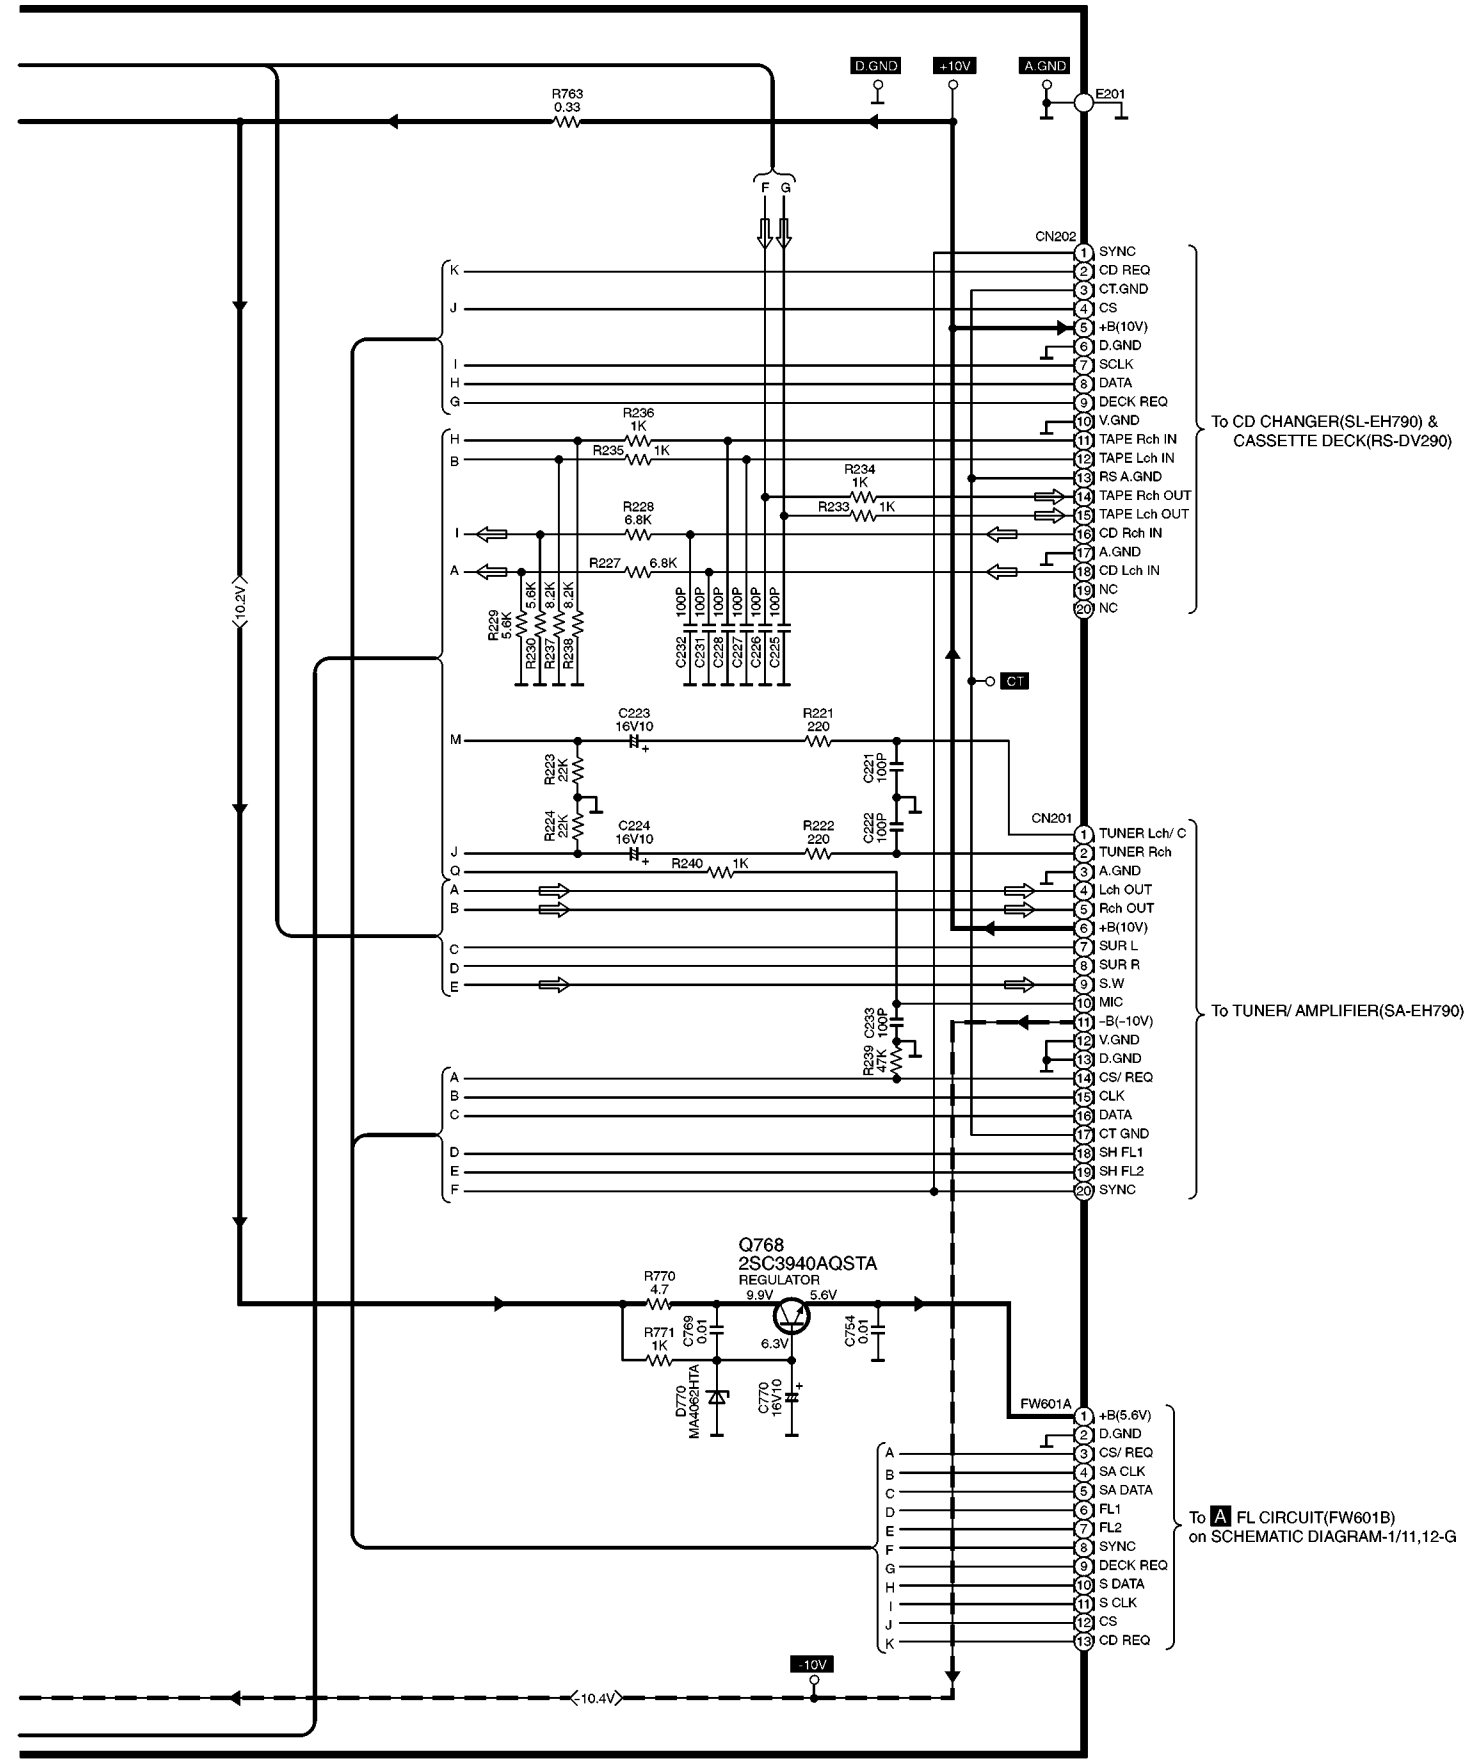 D.GND
+10V
A.GND
E201
R763
0.33
F G
CN202
K
J
I
H
G
1 SYNC
2 CD REQ
3 CT.GND
4 CS
5 +B(10V)
6 D.GND
7 SCLK
8 DATA
9 DECK REQ
10 V.GND
11 TAPE Rch IN
12 TAPE Lch IN
13 RS A.GND
14 TAPE Rch OUT
15 TAPE Lch OUT
16 CD Rch IN
17 A.GND
18 CD Lch IN
19 NC
20 NC
To CD CHANGER(SL-EH790) &
CASSETTE DECK(RS-DV290)
H
B
I
A
R236
1K
R235 1K
R234
1K
R233 1K
R228
6.8K
R227 6.8K
10.2V
R229
5.6K
R230 5.6K
R237 8.2K
R238 8.2K
C232 100P
C231 100P
C228 100P
C227 100P
C226 100P
C225 100P
CT
M
C223
16V10
+
R221
220
R223
22K
C221
100P
R224
22K
C222
100P
C224
16V10
+
R222
220
J
Q
R240 1K
A
B
C
D
E
CN201
1 TUNER Lch/ C
2 TUNER Rch
3 A.GND
4 Lch OUT
5 Rch OUT
6 +B(10V)
7 SUR L
8 SUR R
9 S.W
10 MIC
11 -B(-10V)
12 V.GND
13 D.GND
14 CS/ REQ
15 CLK
16 DATA
17 CT GND
18 SH FL1
19 SH FL2
20 SYNC
To TUNER/ AMPLIFIER(SA-EH790)
C233
100P
R239
47K
A
B
C
D
E
F
Q768
2SC3940AQSTA
REGULATOR
R770
4.7
9.9V
5.6V
6.3V
R771
1K
C769
0.01
C754
0.01
D770
MA4062HTA
C770
16V10
+
FW601A
1 +B(5.6V)
2 D.GND
3 CS/ REQ
4 SA CLK
5 SA DATA
6 FL1
7 FL2
8 SYNC
9 DECK REQ
10 S DATA
11 S CLK
12 CS
13 CD REQ
A
B
C
D
E
F
G
H
I
J
K
To A FL CIRCUIT(FW601B)
on SCHEMATIC DIAGRAM-1/11,12-G
-10V
-10.4V